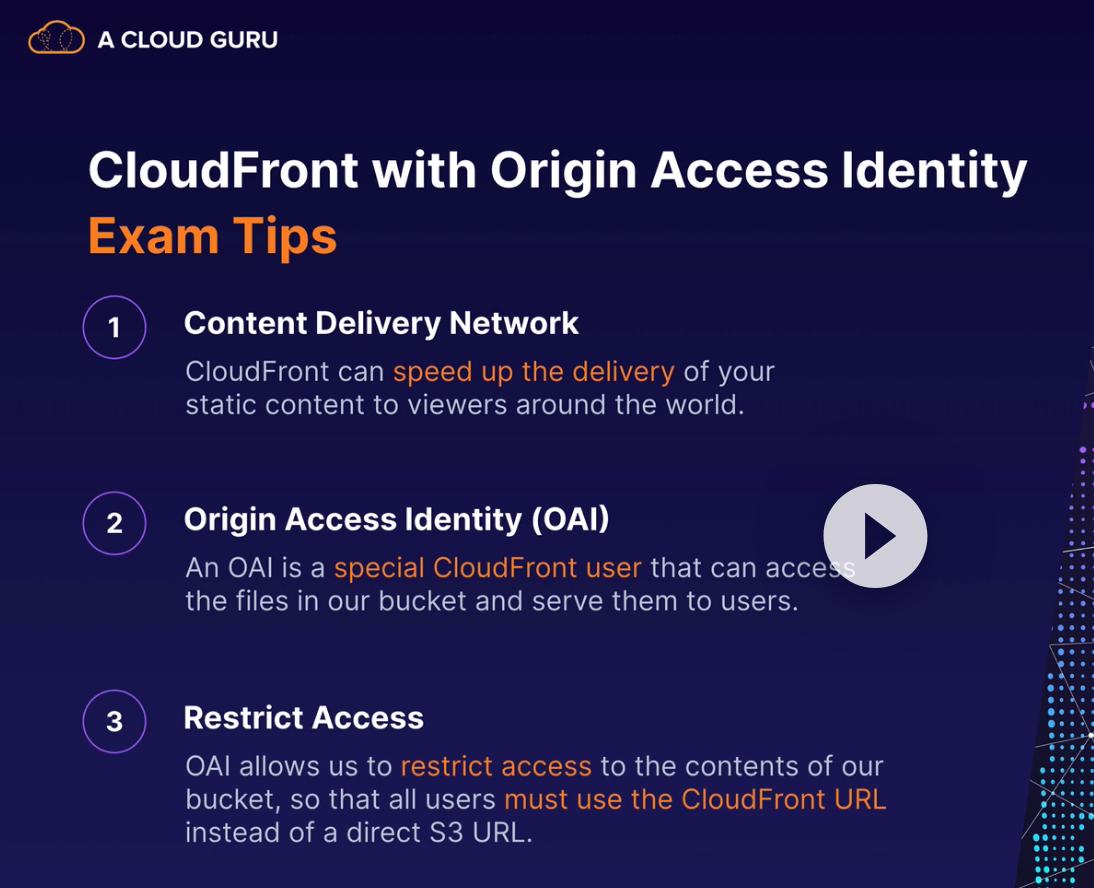 A CLOUD GURU
CloudFront with Origin Access Identity
Exam Tips
1
Content Delivery Network
CloudFront can speed up the delivery of your
static content to viewers around the world.
2
Origin Access Identity (OAI)
An OAI is a special CloudFront user that can access
the files in our bucket and serve them to users.
3
Restrict Access
OAI allows us to restrict access to the contents of our
bucket, so that all users must use the CloudFront URL
instead of a direct S3 URL.